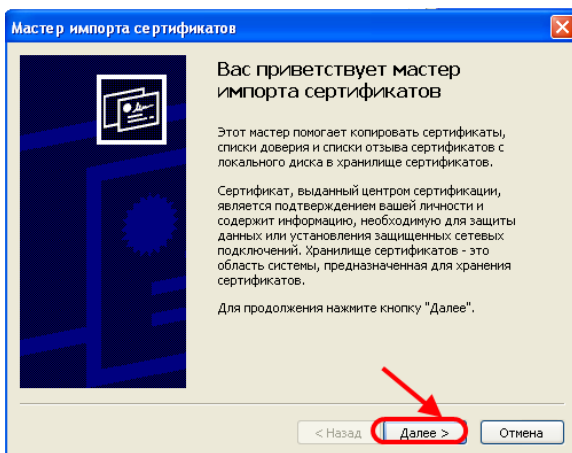 Мастер импорта сертификатов
Вас приветствует мастер
импорта сертификатов
Этот мастер помогает копировать сертификаты,
списки доверия и списки отзыва сертификатов с
локального диска в хранилище сертификатов.
Сертификат, выданный центром сертификации,
является подтверждением вашей личности и
содержит информацию, необходимую для защиты
данных или установления защищенных сетевых
подключений. Хранилище сертификатов - это
область системы, предназначенная для хранения
сертификатов.
Для продолжения нажмите кнопку "Далее".
< Назад Далее > Отмена